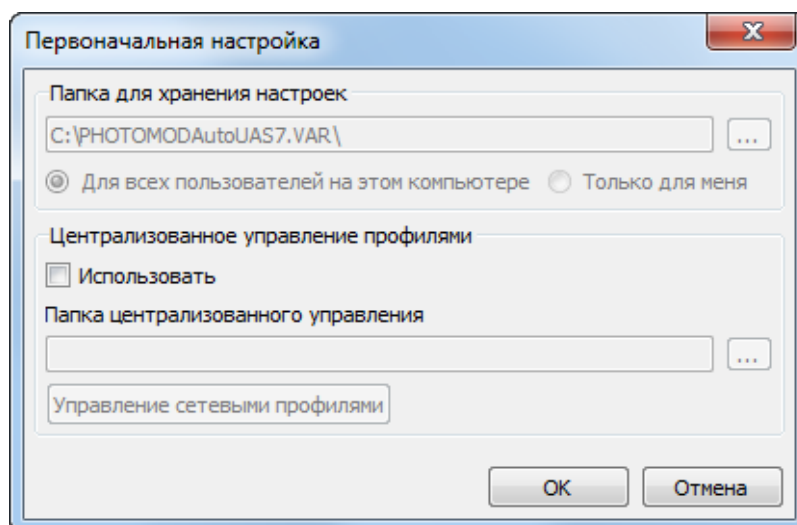 Первоначальная настройка
Папка для хранения настроек
C:\PHOTOMODAutoUAS7.VAR\ ...
Для всех пользователей на этом компьютере Только для меня
Централизованное управление профилями
Использовать
Папка централизованного управления
...
Управление сетевыми профилями
OK Отмена